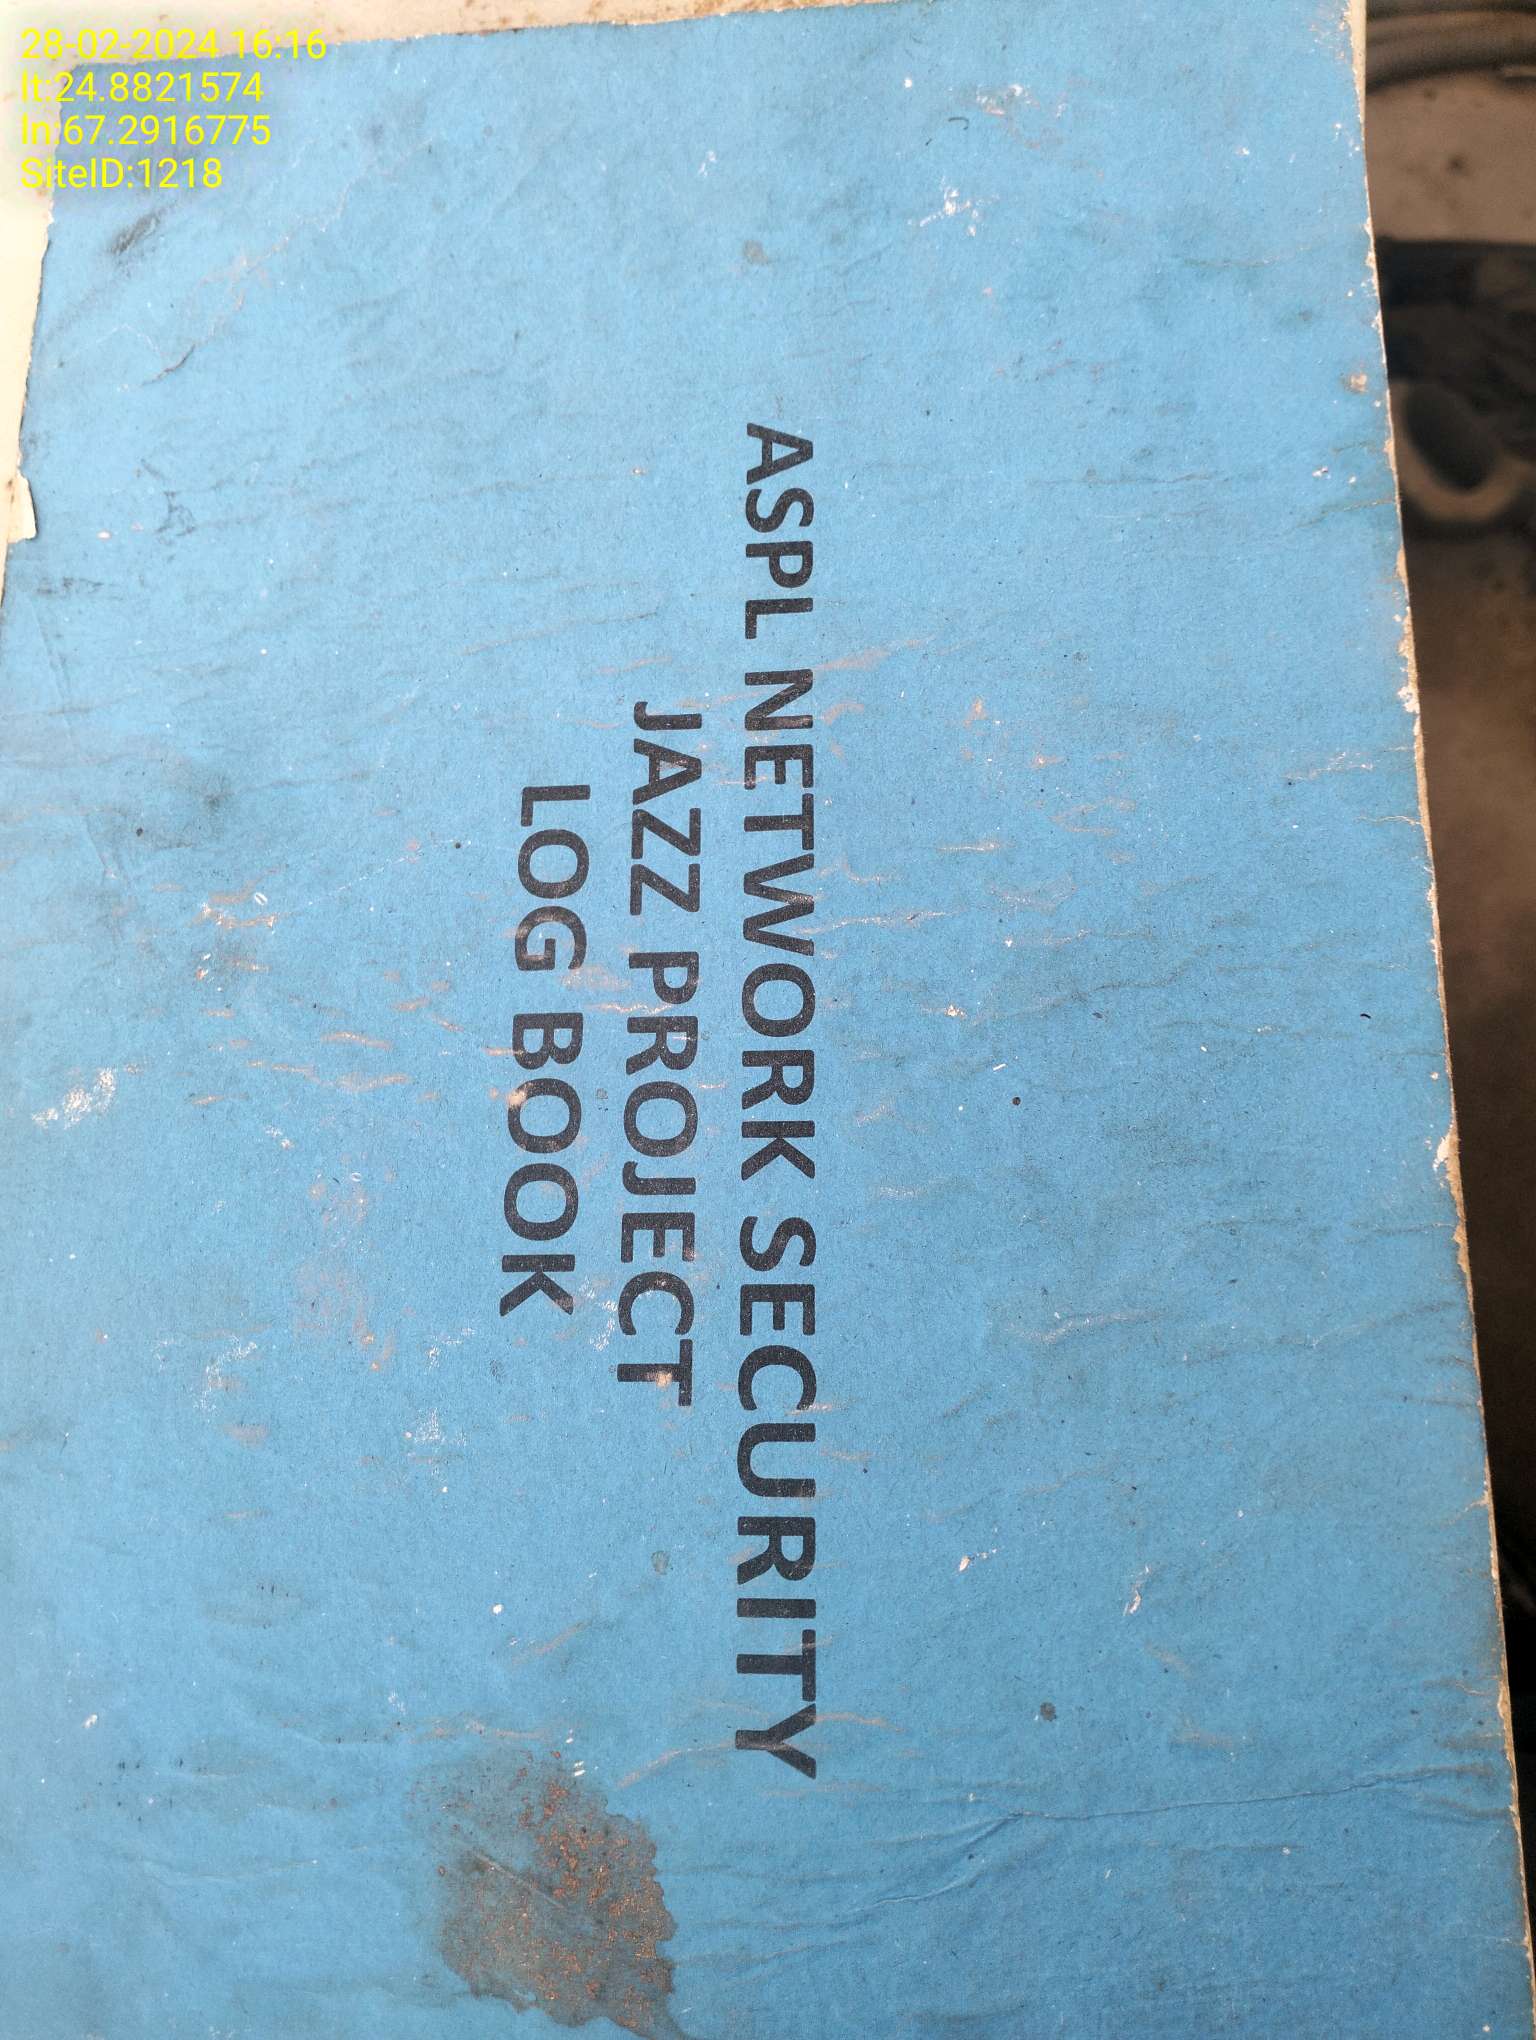 28-02-2024 16:16
lt:24.8821574
ln:67.2916775
SiteID:1218
ASPL NETWORK SECURITY
JAZZ PROJECT
LOG BOOK